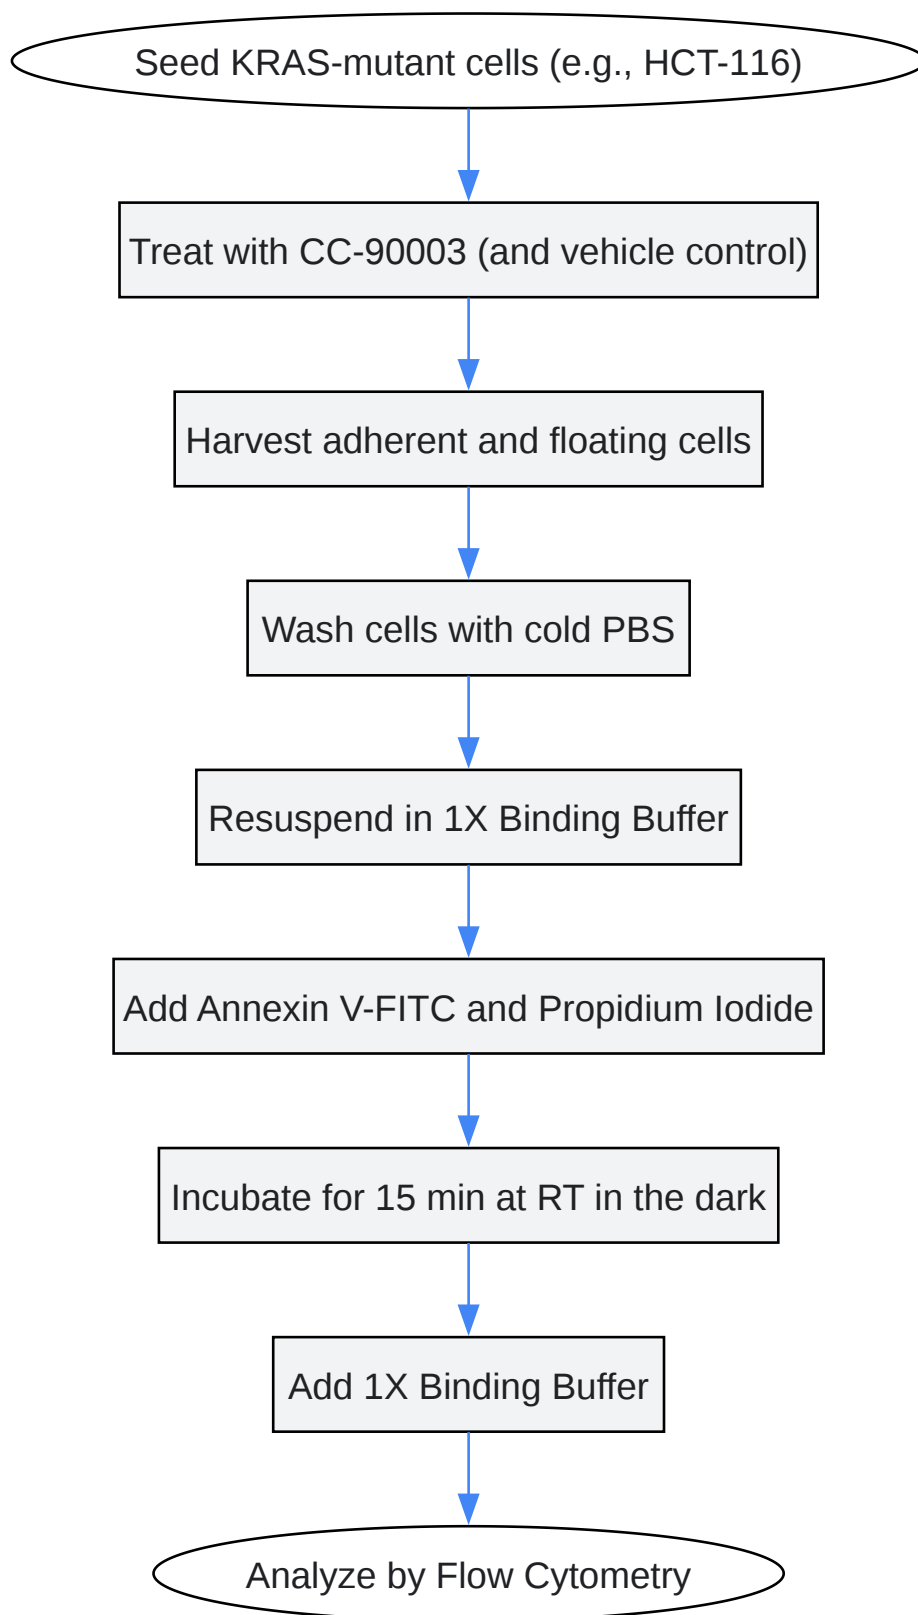 Seed KRAS-mutant cells (e.g., HCT-116)
Treat with CC-90003 (and vehicle control)
Harvest adherent and floating cells
Wash cells with cold PBS
Resuspend in 1X Binding Buffer
Add Annexin V-FITC and Propidium Iodide
Incubate for 15 min at RT in the dark
Add 1X Binding Buffer
Analyze by Flow Cytometry